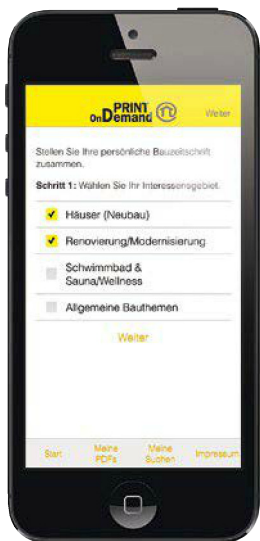 PRINT
OnDemand
Weiter
Stellen Sie Ihre persönliche Bauzeitschrift
zusammen.
Schritt 1: Wählen Sie Ihr Interessensgebiet.
Häuser (Neubau)
Renovierung/Modernisierung
Schwimmbad &
Sauna/Wellness
Allgemeine Bauthemen
Weiter
Start
Meine
PDFs
Meine
Suchen
Impressum